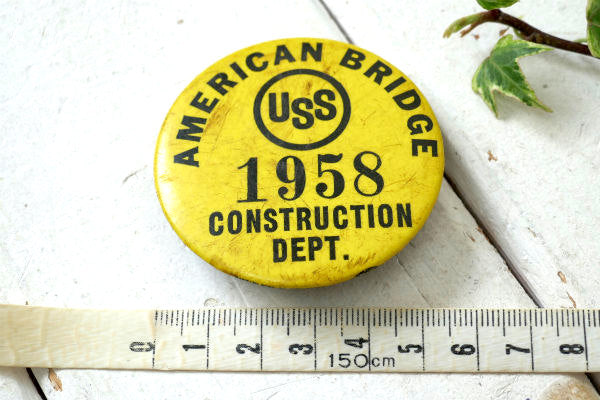 AMERICAN BRIDGE
USS
1958
CONSTRUCTION
DEPT.
0 1 2 3 4 5 6 7 8
150cm